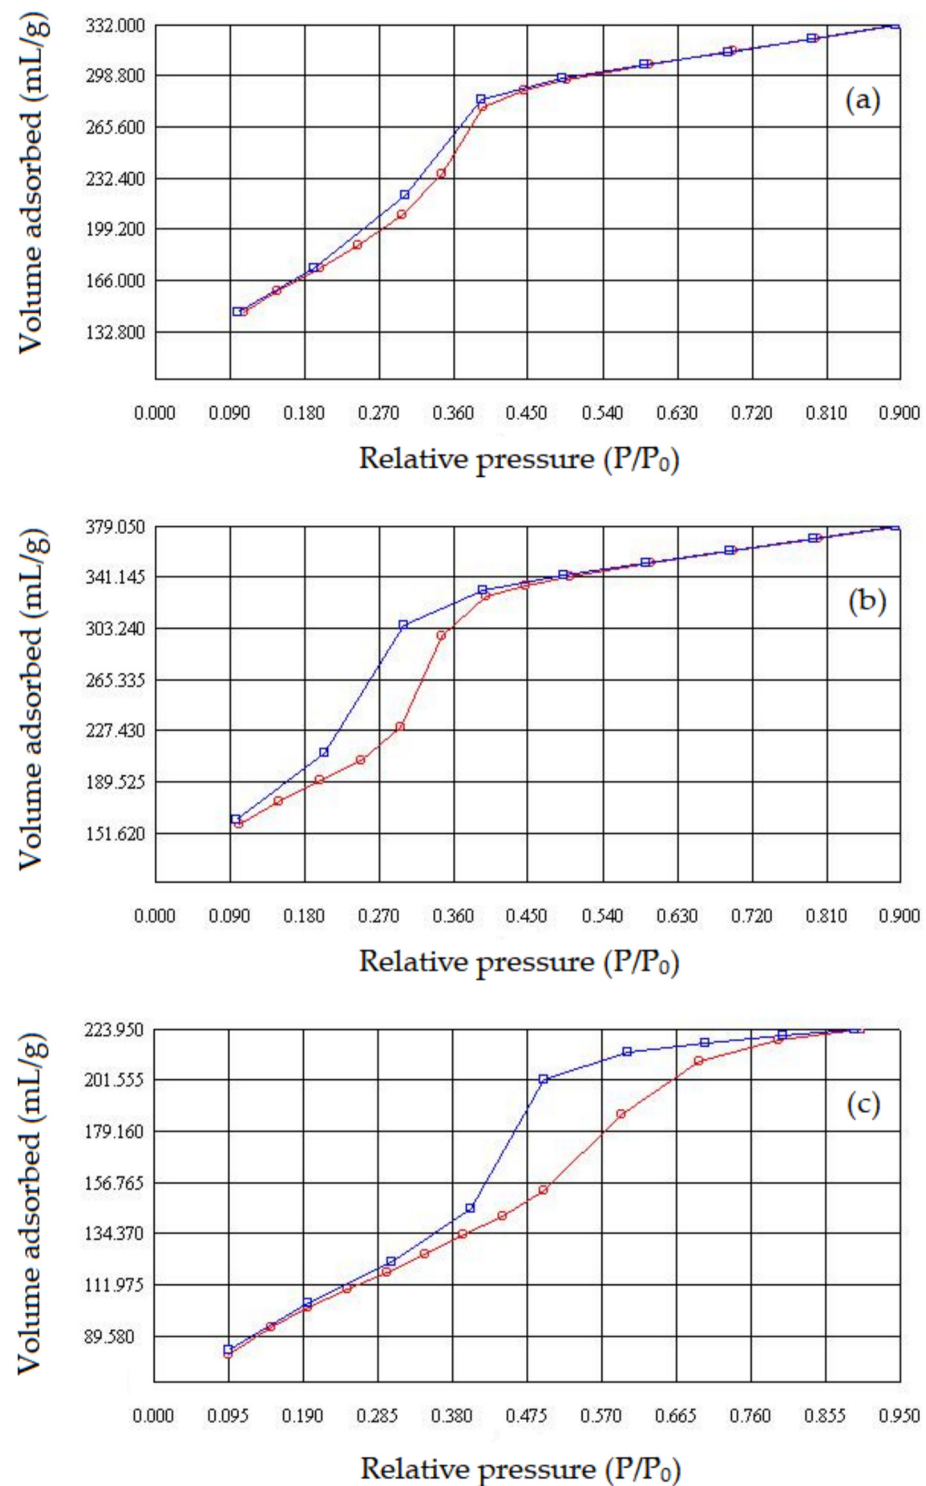 332.000
298.800
265.600
232.400
199.200
166.000
132.800
Volume adsorbed (mL/g)
(a)
0.000 0.090 0.180 0.270 0.360 0.450 0.540 0.630 0.720 0.810 0.900
Relative pressure (P/P₀)
379.050
341.145
303.240
265.335
227.430
189.525
151.620
Volume adsorbed (mL/g)
(b)
0.000 0.090 0.180 0.270 0.360 0.450 0.540 0.630 0.720 0.810 0.900
Relative pressure (P/P₀)
223.950
201.555
179.160
156.765
134.370
111.975
89.580
Volume adsorbed (mL/g)
(c)
0.000 0.095 0.190 0.285 0.380 0.475 0.570 0.665 0.760 0.855 0.950
Relative pressure (P/P₀)